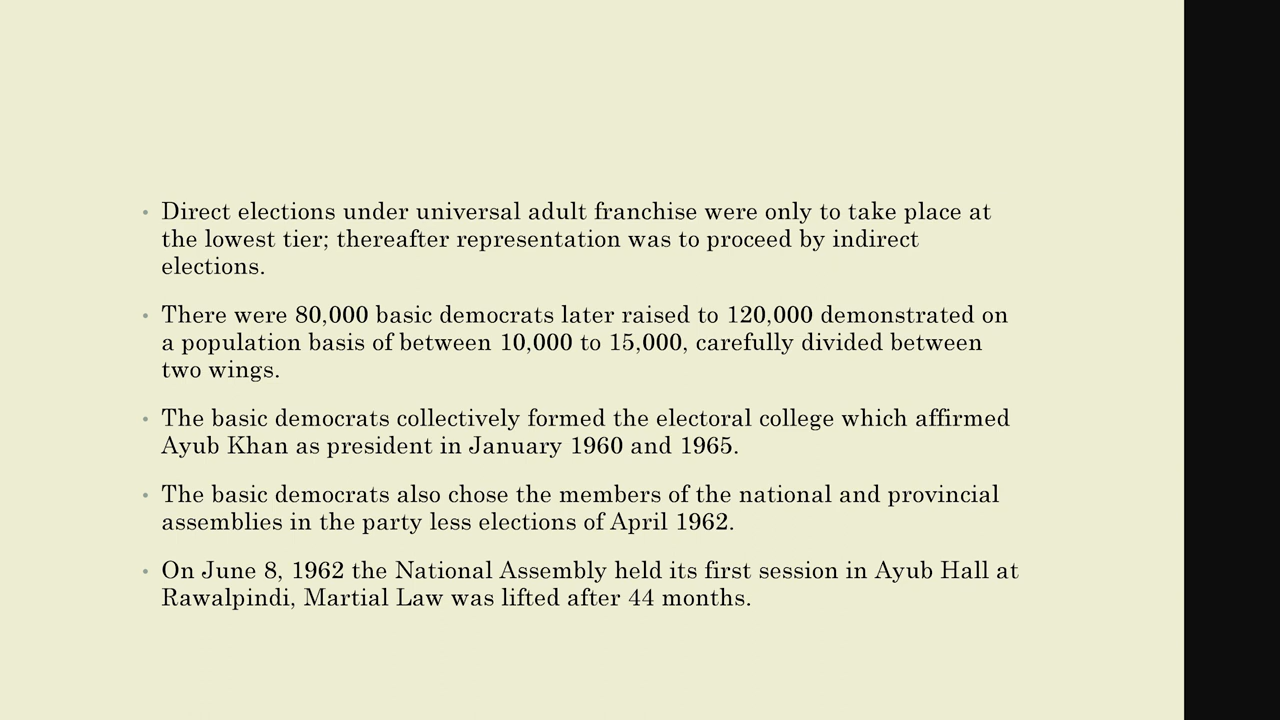 • Direct elections under universal adult franchise were only to take place at
the lowest tier; thereafter representation was to proceed by indirect
elections.
• There were 80,000 basic democrats later raised to 120,000 demonstrated on
a population basis of between 10,000 to 15,000, carefully divided between
two wings.
• The basic democrats collectively formed the electoral college which affirmed
Ayub Khan as president in January 1960 and 1965.
• The basic democrats also chose the members of the national and provincial
assemblies in the party less elections of April 1962.
• On June 8, 1962 the National Assembly held its first session in Ayub Hall at
Rawalpindi, Martial Law was lifted after 44 months.